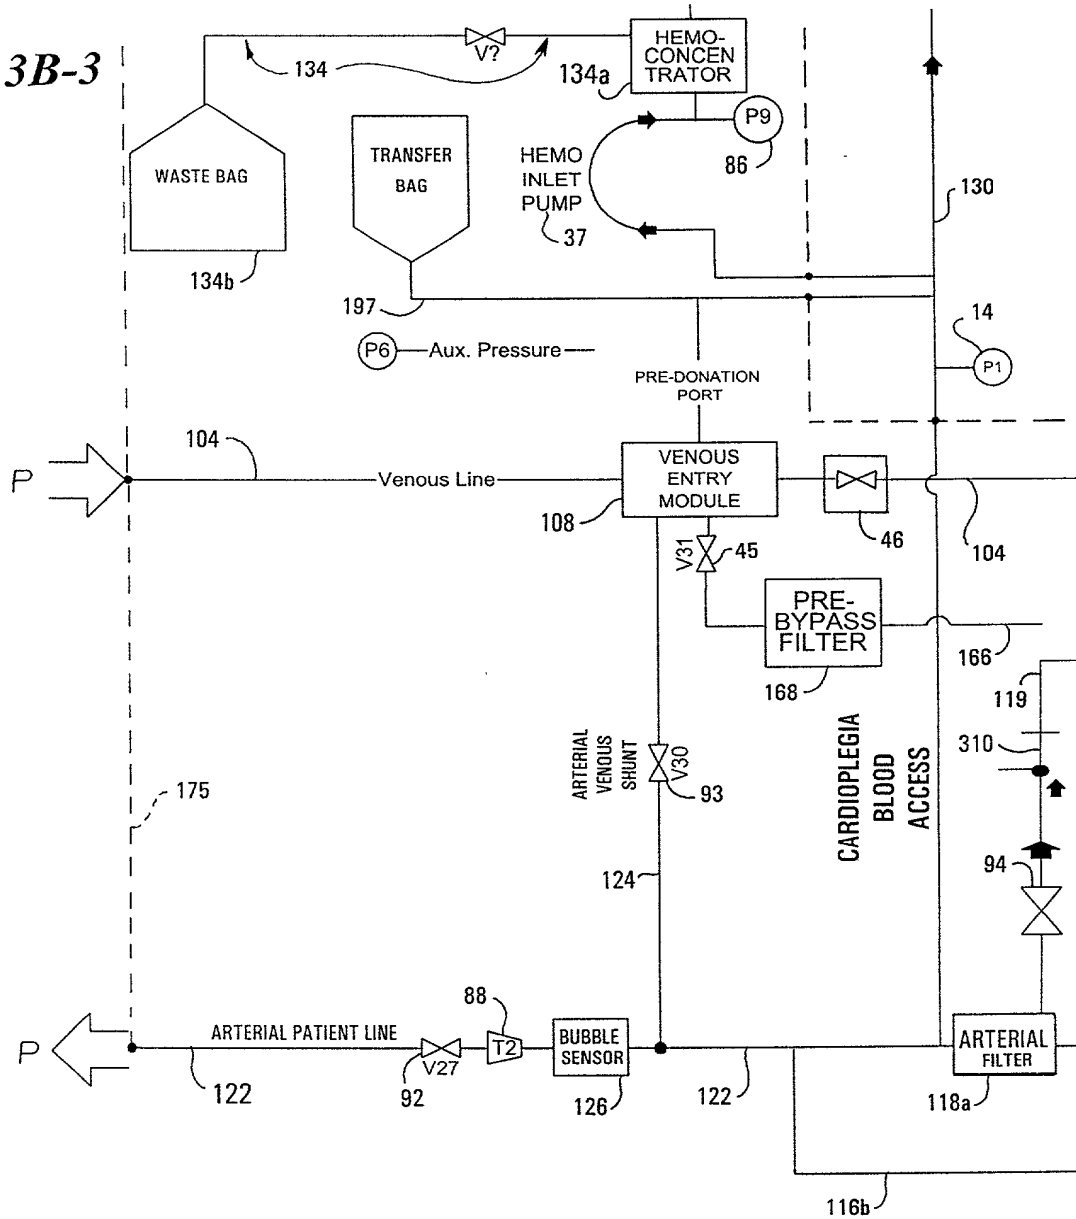 3B-3
134
V?
HEMO-
CONCEN
TRATOR
134a
P9
86
WASTE BAG
134b
TRANSFER
BAG
HEMO
INLET
PUMP
37
130
197
P6
Aux. Pressure
14
P1
PRE-DONATION
PORT
P
104
Venous Line
VENOUS
ENTRY
MODULE
108
46
104
V31
45
PRE-
BYPASS
FILTER
168
166
119
310
175
ARTERIAL
VENOUS
SHUNT
V30
93
CARDIOPLEGIA
BLOOD
ACCESS
94
124
P
ARTERIAL PATIENT LINE
122
V27
92
88
T2
BUBBLE
SENSOR
126
122
ARTERIAL
FILTER
118a
116b